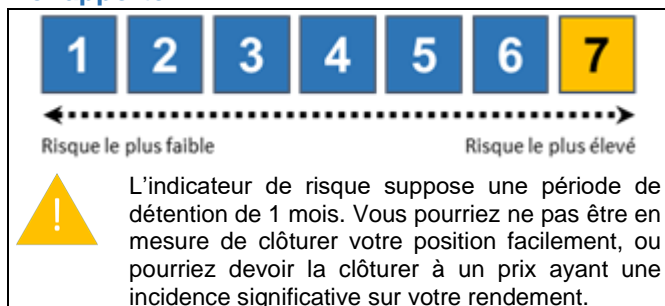 1 2 3 4 5 6 7
Risque le plus faible Risque le plus élevé
L'indicateur de risque suppose une période de
détention de 1 mois. Vous pourriez ne pas être en
mesure de clôturer votre position facilement, ou
pourriez devoir la clôturer à un prix ayant une
incidence significative sur votre rendement.